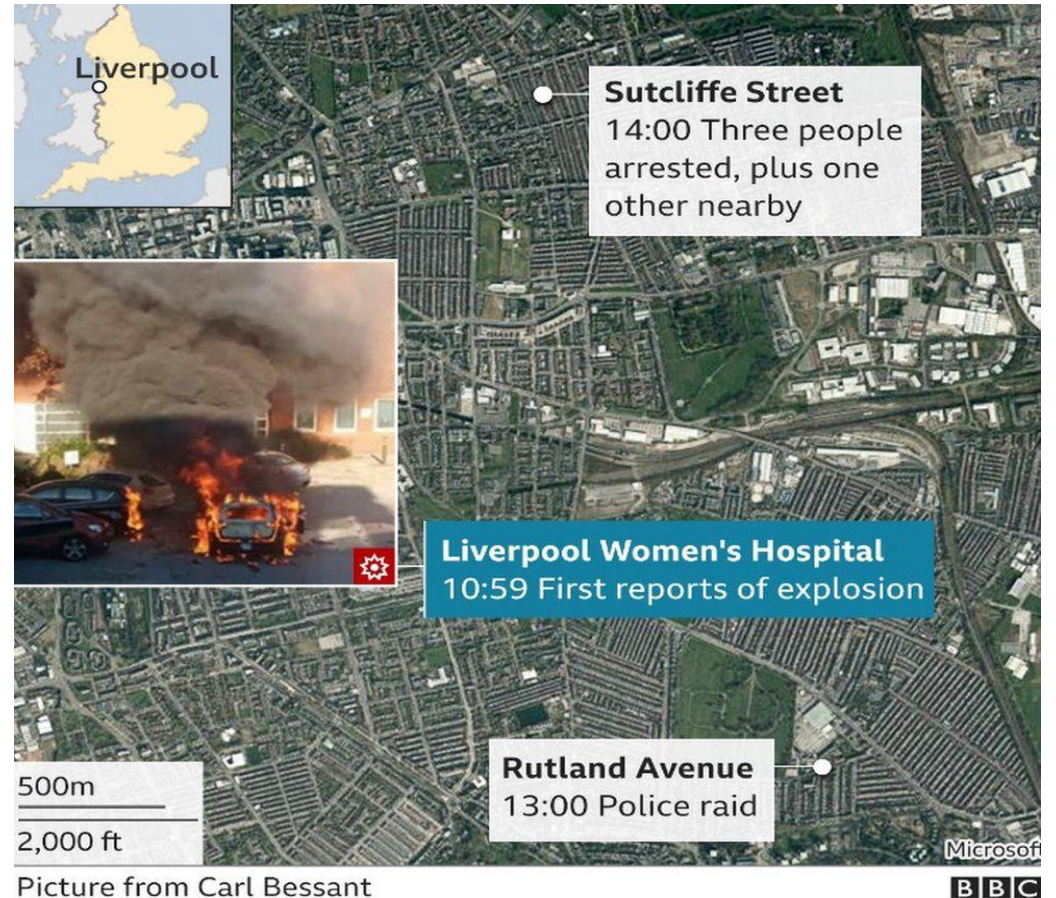 Liverpool
Sutcliffe Street
14:00 Three people
arrested, plus one
other nearby
Liverpool Women's Hospital
10:59 First reports of explosion
Rutland Avenue
13:00 Police raid
500m
2,000 ft
Microsoft
Picture from Carl Bessant
BBC